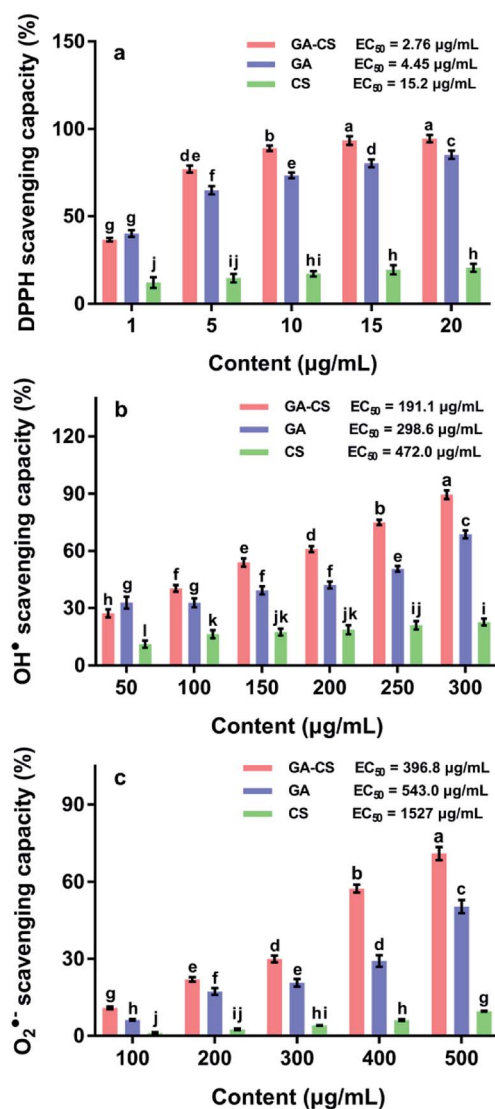 a
GA-CS EC50 = 2.76 µg/mL
GA EC50 = 4.45 µg/mL
CS EC50 = 15.2 µg/mL
DPPH scavenging capacity (%)
150
100
50
0
g g j
de f ij
b e hi
a d h
a c h
1 5 10 15 20
Content (µg/mL)
b
GA-CS EC50 = 191.1 µg/mL
GA EC50 = 298.6 µg/mL
CS EC50 = 472.0 µg/mL
OH• scavenging capacity (%)
120
90
60
30
0
h g l
f g k
e f jk
d f jk
b e ij
a c i
50 100 150 200 250 300
Content (µg/mL)
c
GA-CS EC50 = 396.8 µg/mL
GA EC50 = 543.0 µg/mL
CS EC50 = 1527 µg/mL
O2•- scavenging capacity (%)
90
60
30
0
g h j
e f ij
d e hi
b d h
a c g
100 200 300 400 500
Content (µg/mL)